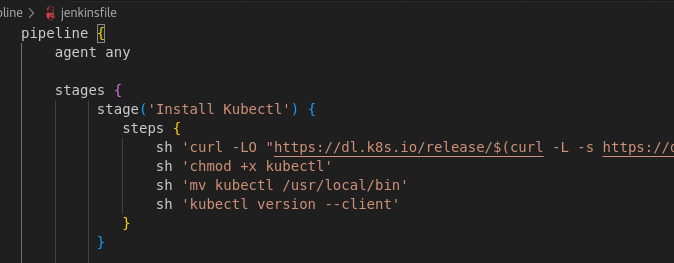 pline > jenkinsfile
pipeline {
agent any
stages {
stage('Install Kubectl') {
steps {
sh 'curl -LO "https://dl.k8s.io/release/$(curl -L -s https://
sh 'chmod +x kubectl'
sh 'mv kubectl /usr/local/bin'
sh 'kubectl version --client'
}
}